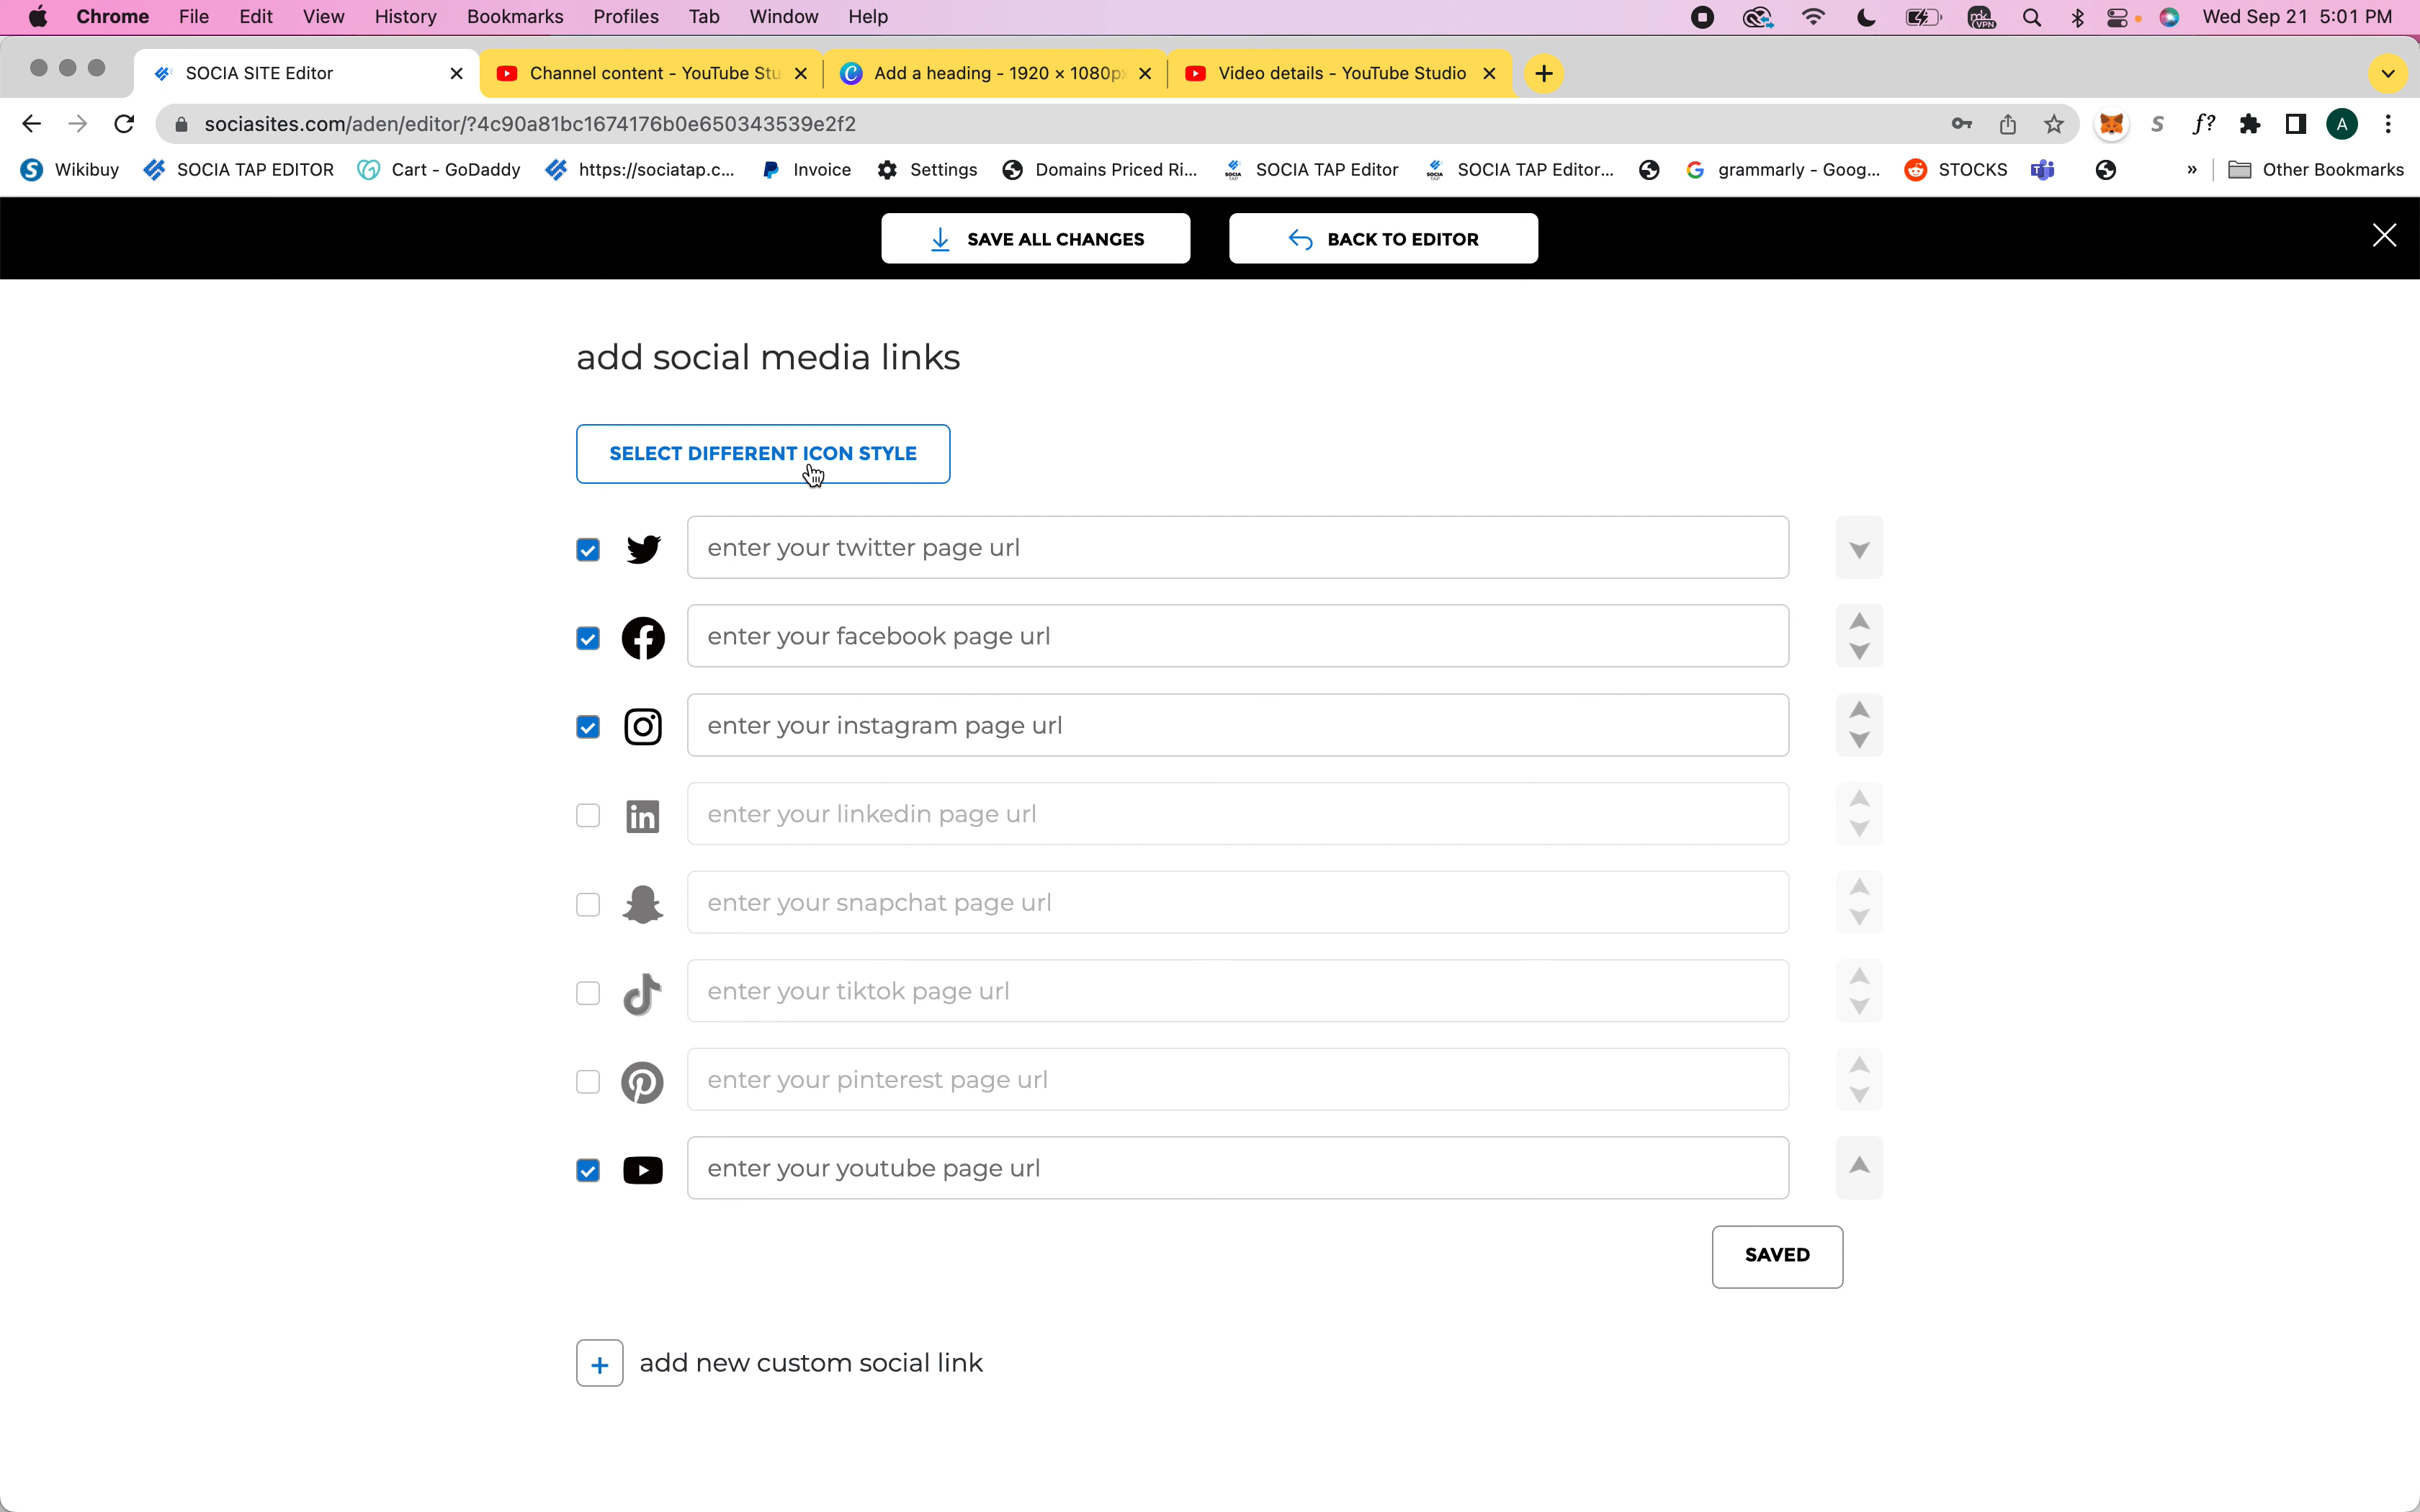 Chrome File Edit View History Bookmarks Profiles Tab Window Help MK VPN Wed Sep 21 5:01 PM
SOCIA SITE Editor Channel content - YouTube Stu Add a heading - 1920 × 1080p Video details - YouTube Studio
sociasites.com/aden/editor/?4c90a81bc1674176b0e650343539e2f2 S f? A
Wikibuy SOCIA TAP EDITOR Cart - GoDaddy https://sociatap.c... Invoice Settings Domains Priced Ri... SOCIA TAP Editor SOCIA TAP Editor... grammarly - Goog... STOCKS » Other Bookmarks
SAVE ALL CHANGES BACK TO EDITOR
add social media links
SELECT DIFFERENT ICON STYLE
enter your twitter page url
enter your facebook page url
enter your instagram page url
in enter your linkedin page url
enter your snapchat page url
enter your tiktok page url
enter your pinterest page url
enter your youtube page url
SAVED
+ add new custom social link